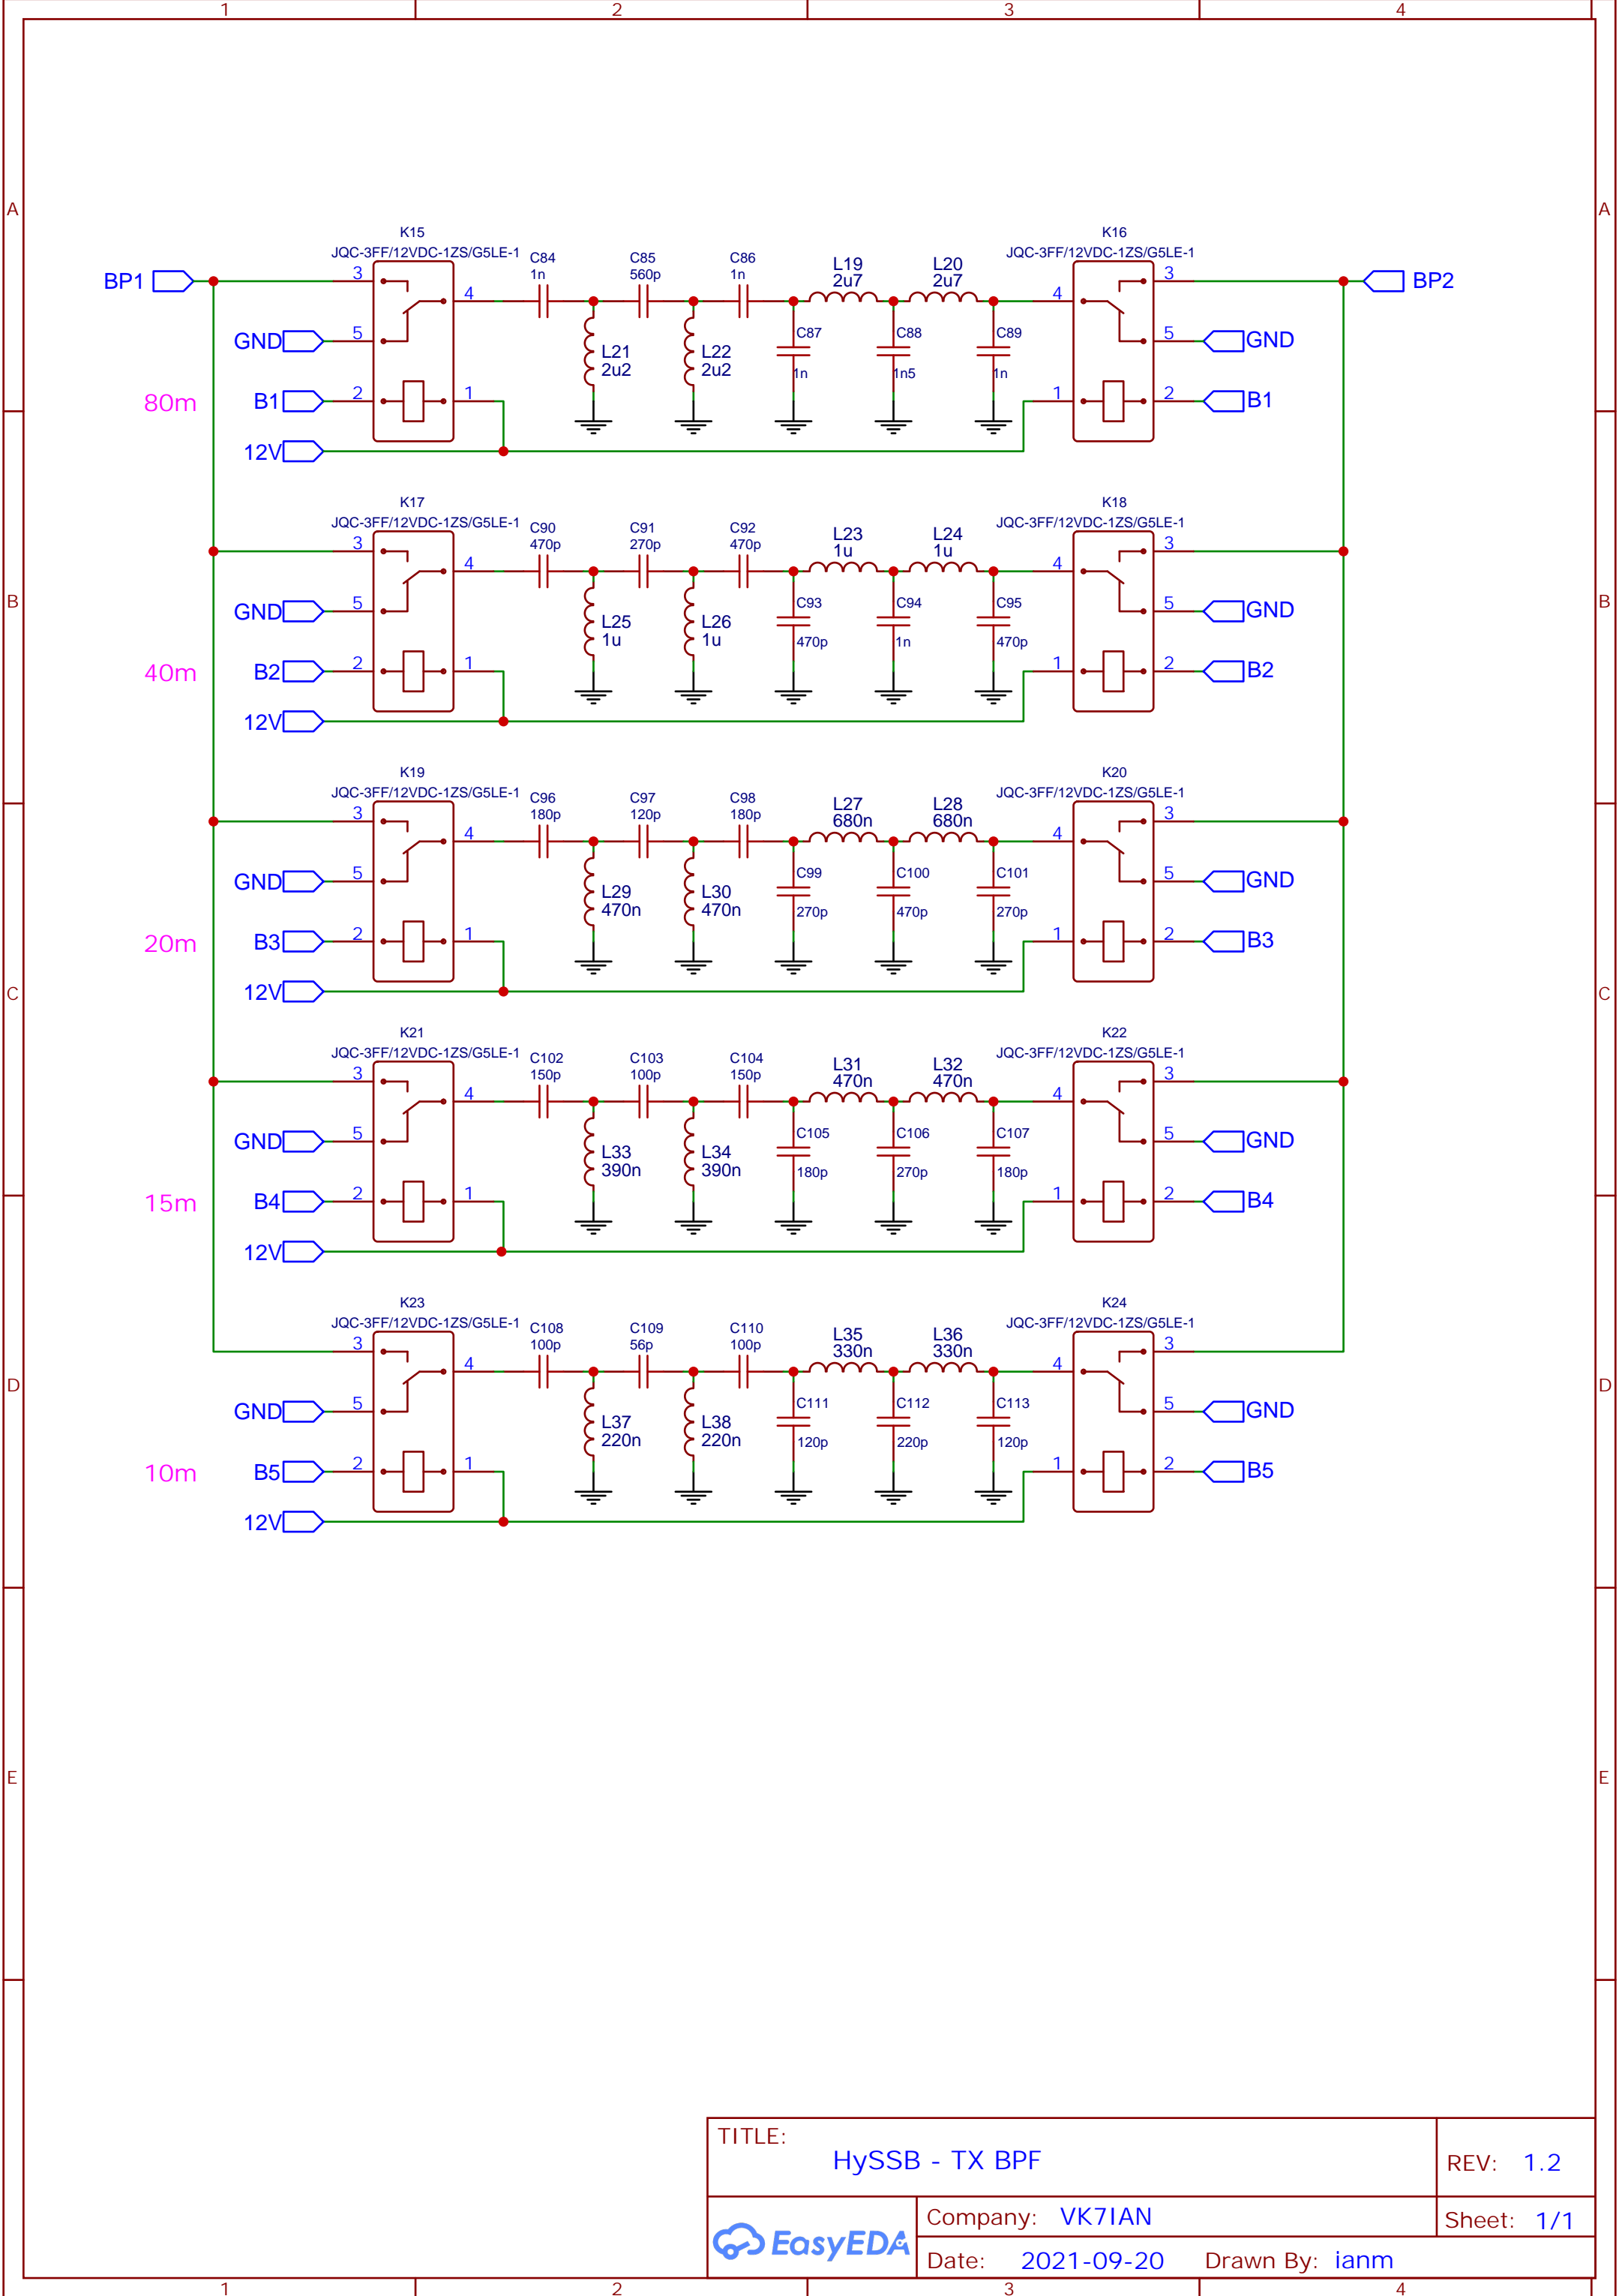 1 2 3 4
A A
K15 K16
JQC-3FF/12VDC-1ZS/G5LE-1 JQC-3FF/12VDC-1ZS/G5LE-1
C84 C85 C86 L19 L20
1n 560p 1n 2u7 2u7
BP1 3 4 4 3 BP2
C87 C88 C89
GND 5 L21 L22 5 GND
2u2 2u2 1n 1n5 1n
80m B1 2 1 1 2 B1
12V
K17 K18
JQC-3FF/12VDC-1ZS/G5LE-1 JQC-3FF/12VDC-1ZS/G5LE-1
C90 C91 C92 L23 L24
470p 270p 470p 1u 1u
3 4 4 3
B C93 C94 C95 B
GND 5 L25 L26 5 GND
1u 1u 470p 1n 470p
40m B2 2 1 1 2 B2
12V
K19 K20
JQC-3FF/12VDC-1ZS/G5LE-1 JQC-3FF/12VDC-1ZS/G5LE-1
C96 C97 C98 L27 L28
180p 120p 180p 680n 680n
3 4 4 3
C99 C100 C101
GND 5 L29 L30 5 GND
470n 470n 270p 470p 270p
20m B3 2 1 1 2 B3
12V
C C
K21 K22
JQC-3FF/12VDC-1ZS/G5LE-1 JQC-3FF/12VDC-1ZS/G5LE-1
C102 C103 C104 L31 L32
150p 100p 150p 470n 470n
3 4 4 3
C105 C106 C107
GND 5 L33 L34 5 GND
390n 390n 180p 270p 180p
15m B4 2 1 1 2 B4
12V
K23 K24
JQC-3FF/12VDC-1ZS/G5LE-1 JQC-3FF/12VDC-1ZS/G5LE-1
C108 C109 C110 L35 L36
100p 56p 100p 330n 330n
3 4 4 3
D D
C111 C112 C113
GND 5 L37 L38 5 GND
220n 220n 120p 220p 120p
10m B5 2 1 1 2 B5
12V
E E
TITLE:
HySSB - TX BPF
REV: 1.2
EasyEDA
Company: VK7IAN
Sheet: 1/1
Date: 2021-09-20 Drawn By: ianm
1 2 3 4